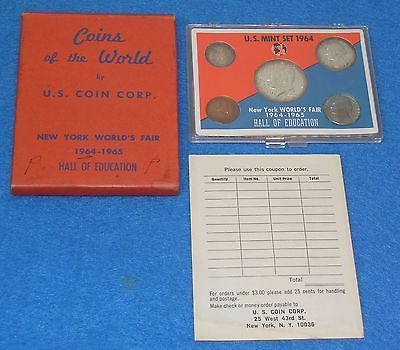 Coins
of the World
by
U. S. COIN CORP.
NEW YORK WORLD'S FAIR
1964-1965
HALL OF EDUCATION
P P
U.S. MINT SET 1964
New York WORLD'S FAIR
1964-1965
HALL OF EDUCATION
Please use this coupon to order.
Quantity Item No. Unit Price Total
Total
For orders under $3.00 please add 25 cents for handling
and postage.
Make check or money order payable to
U. S. COIN CORP.
25 West 43rd St.
New York, N. Y. 10036